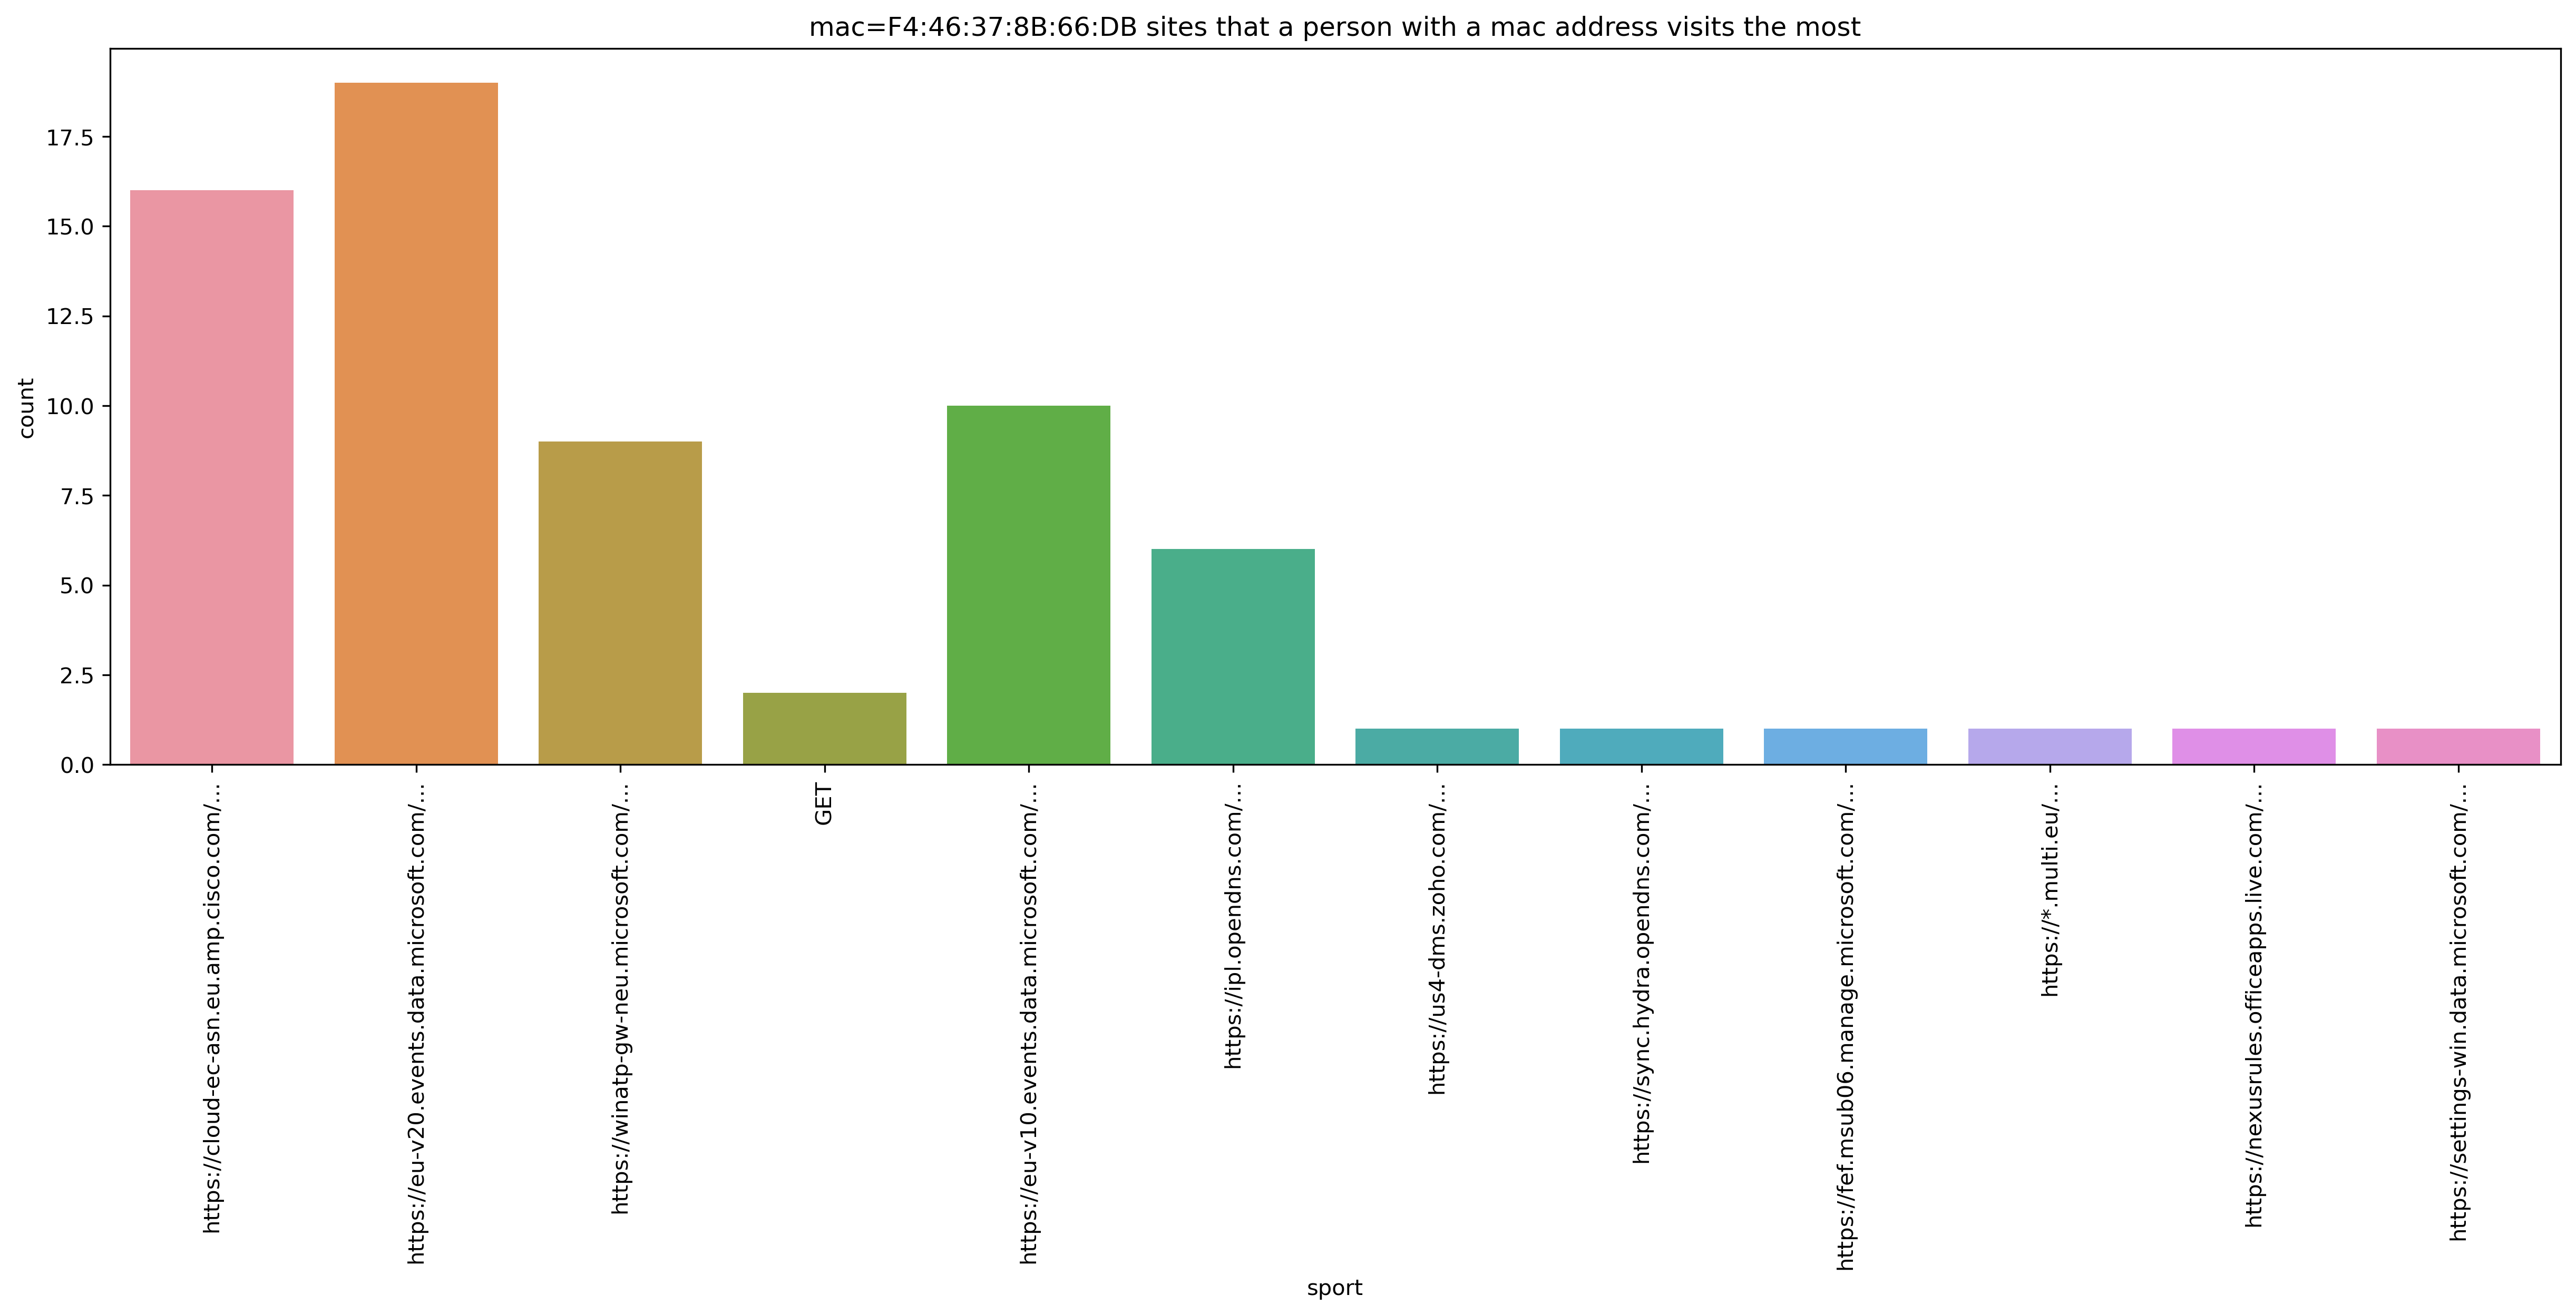 mac=F4:46:37:8B:66:DB sites that a person with a mac address visits the most
count
17.5
15.0
12.5
10.0
7.5
5.0
2.5
0.0
https://cloud-ec-asn.eu.amp.cisco.com/...
https://eu-v20.events.data.microsoft.com/...
https://winatp-gw-neu.microsoft.com/...
GET
https://eu-v10.events.data.microsoft.com/...
https://ipl.opendns.com/...
https://us4-dms.zoho.com/...
https://sync.hydra.opendns.com/...
https://fef.msub06.manage.microsoft.com/...
https://*.multi.eu/...
https://nexusrules.officeapps.live.com/...
https://settings-win.data.microsoft.com/...
sport